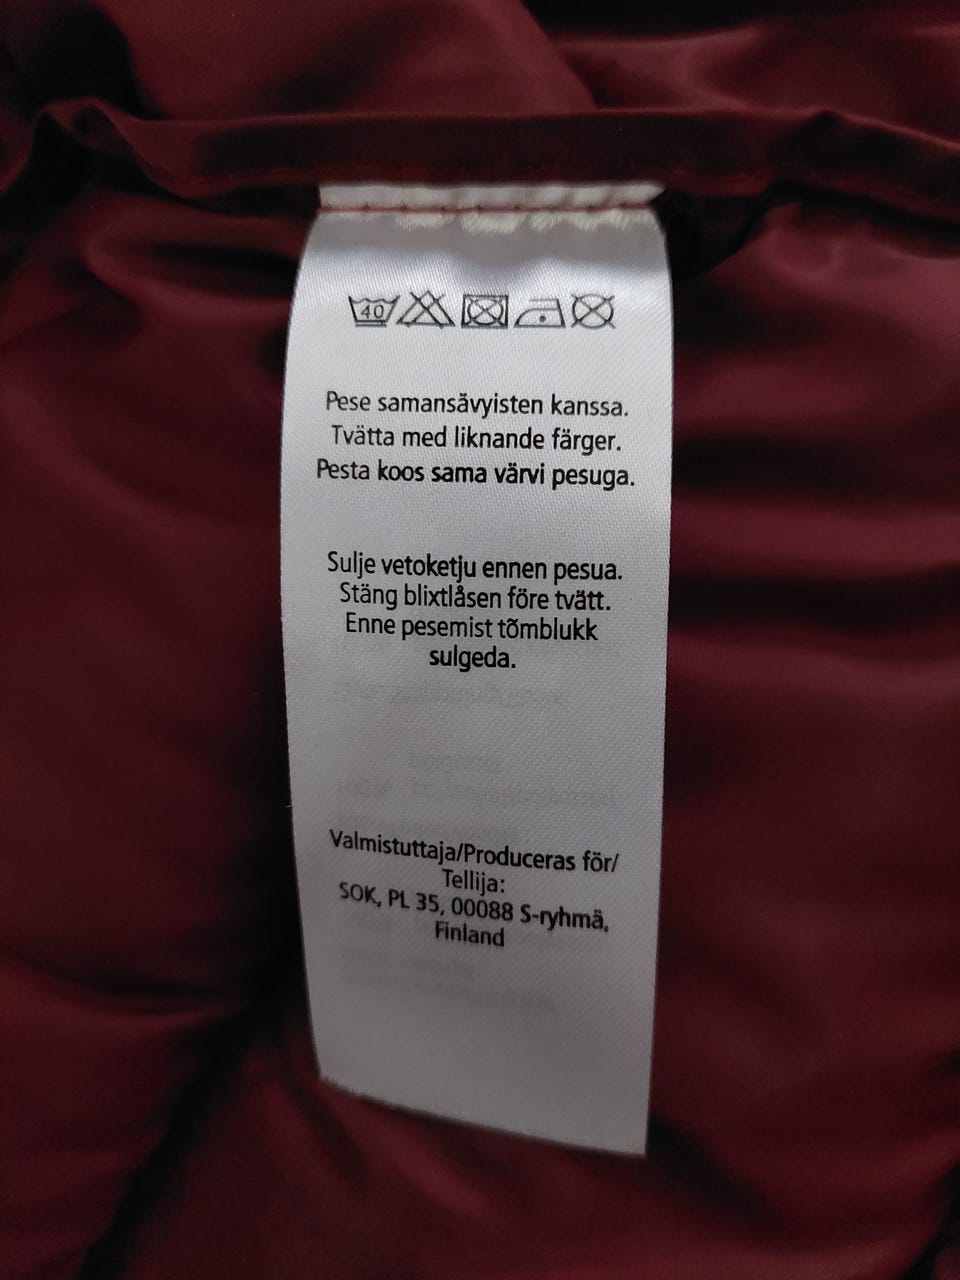 40
Pese samansävyisten kanssa.
Tvätta med liknande färger.
Pesta koos sama värvi pesuga.
Sulje vetoketju ennen pesua.
Stäng blixtlåsen före tvätt.
Enne pesemist tõmblukk
sulgeda.
Valmistuttaja/Produceras för/
Tellija:
SOK, PL 35, 00088 S-ryhmä,
Finland